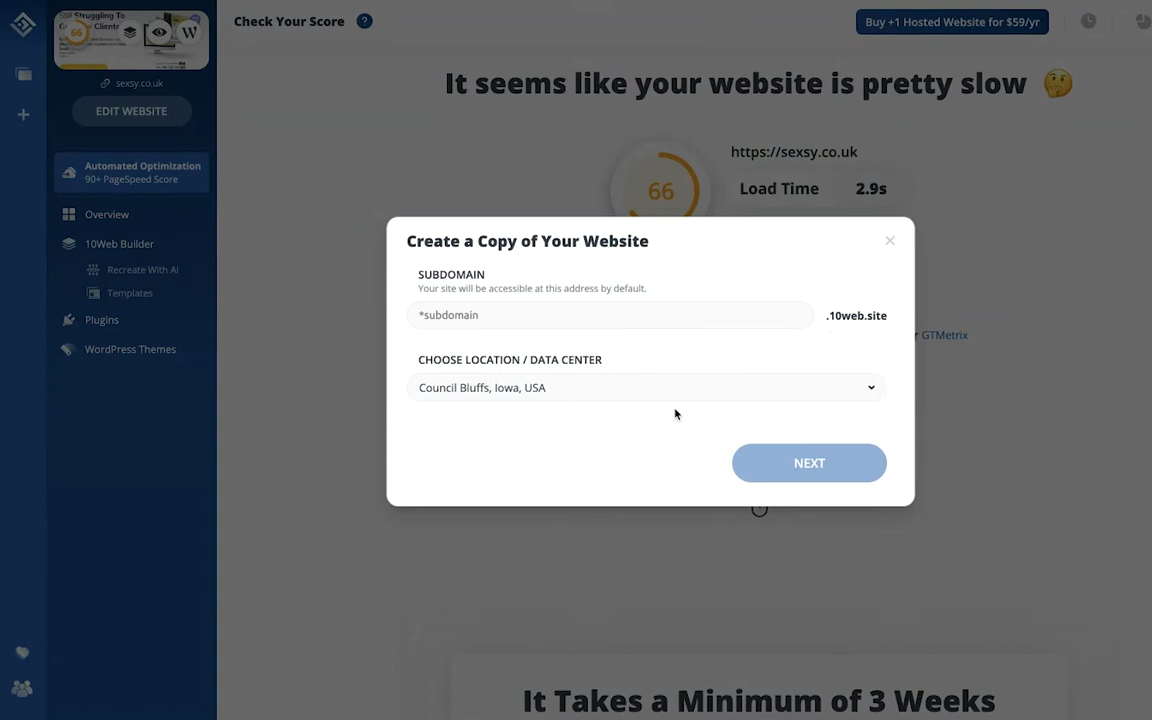 Check Your Score ?
Buy +1 Hosted Website for $59/yr
Still Struggling To
66
W
sexsy.co.uk
EDIT WEBSITE
Automated Optimization
90+ PageSpeed Score
Overview
10Web Builder
Recreate With AI
Templates
Plugins
WordPress Themes
It seems like your website is pretty slow
66
https://sexsy.co.uk
Load Time 2.9s
GTMetrix
Create a Copy of Your Website
SUBDOMAIN
Your site will be accessible at this address by default.
*subdomain
.10web.site
CHOOSE LOCATION / DATA CENTER
Council Bluffs, Iowa, USA
NEXT
It Takes a Minimum of 3 Weeks